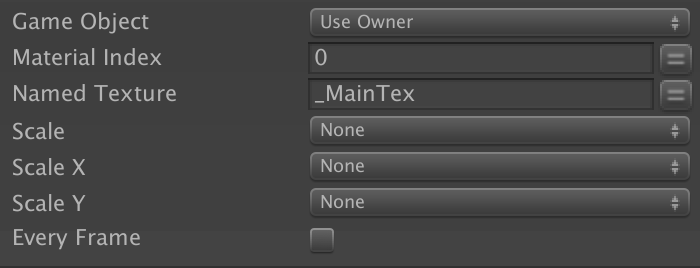 Game Object Use Owner
Material Index 0
Named Texture _MainTex
Scale None
Scale X None
Scale Y None
Every Frame